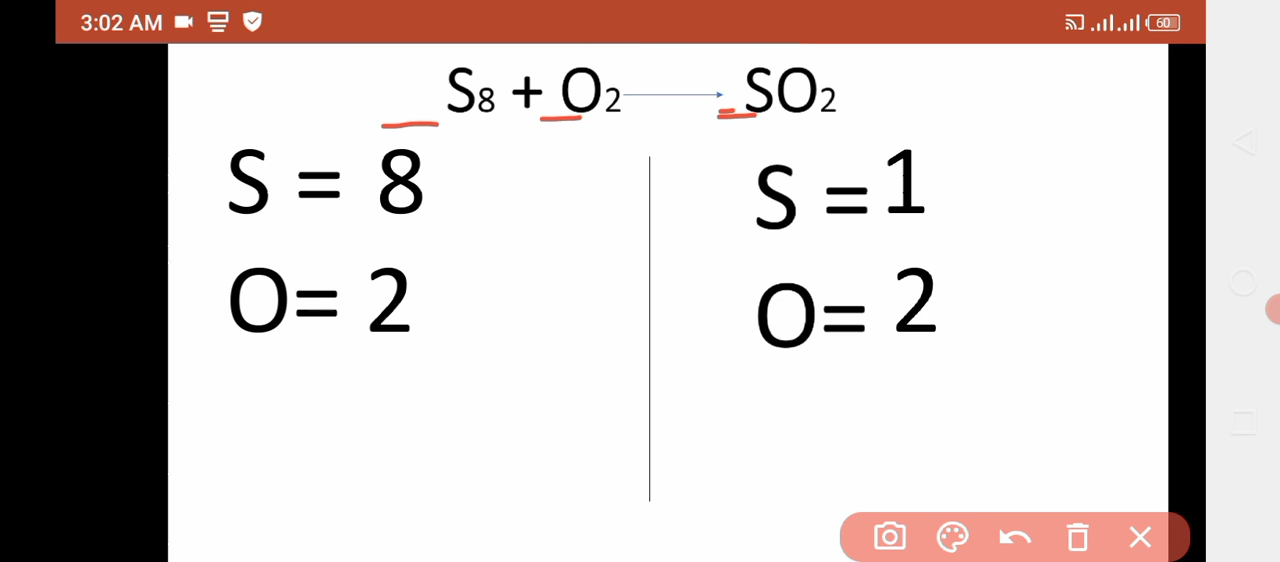 3:02 AM 60
S8 + O2 → SO2
S = 8 S = 1
O= 2 O= 2